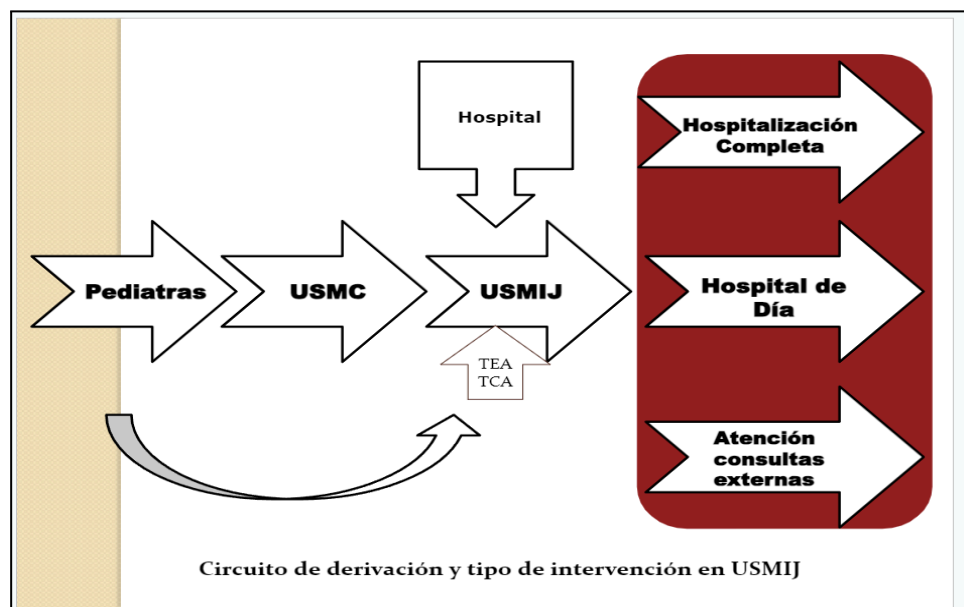 Hospital
Hospitalización
Completa
Pediatras
USMC
USMIJ
Hospital de
Día
TEA
TCA
Atención
consultas
externas
Circuito de derivación y tipo de intervención en USMIJ